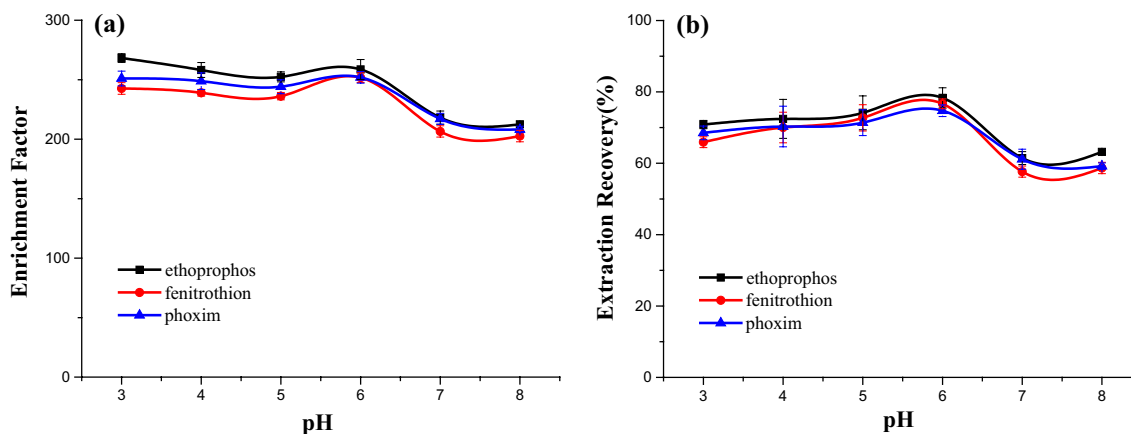 (a)
Enrichment Factor
300
200
100
0
ethoprophos
fenitrothion
phoxim
3 4 5 6 7 8
pH
(b)
Extraction Recovery(%)
100
80
60
40
20
0
ethoprophos
fenitrothion
phoxim
3 4 5 6 7 8
pH